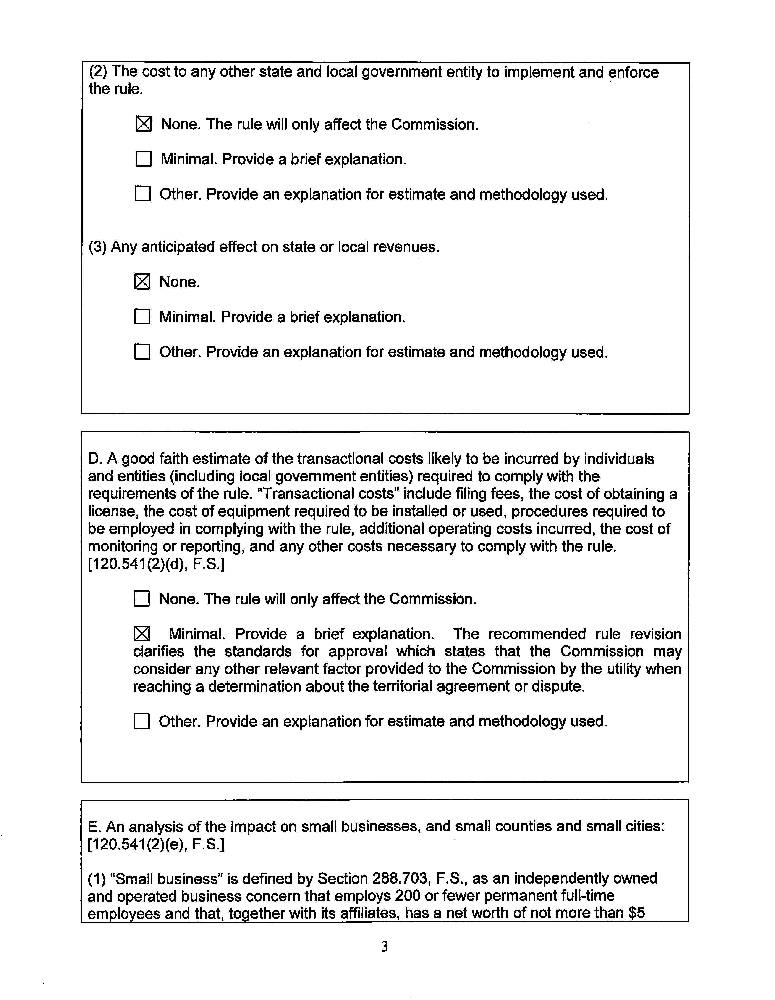 (2) The cost to any other state and local government entity to implement and enforce
the rule.
☒ None. The rule will only affect the Commission.
☐ Minimal. Provide a brief explanation.
☐ Other. Provide an explanation for estimate and methodology used.
(3) Any anticipated effect on state or local revenues.
☒ None.
☐ Minimal. Provide a brief explanation.
☐ Other. Provide an explanation for estimate and methodology used.
D. A good faith estimate of the transactional costs likely to be incurred by individuals
and entities (including local government entities) required to comply with the
requirements of the rule. “Transactional costs” include filing fees, the cost of obtaining a
license, the cost of equipment required to be installed or used, procedures required to
be employed in complying with the rule, additional operating costs incurred, the cost of
monitoring or reporting, and any other costs necessary to comply with the rule.
[120.541(2)(d), F.S.]
☐ None. The rule will only affect the Commission.
☒ Minimal. Provide a brief explanation. The recommended rule revision
clarifies the standards for approval which states that the Commission may
consider any other relevant factor provided to the Commission by the utility when
reaching a determination about the territorial agreement or dispute.
☐ Other. Provide an explanation for estimate and methodology used.
E. An analysis of the impact on small businesses, and small counties and small cities:
[120.541(2)(e), F.S.]
(1) “Small business” is defined by Section 288.703, F.S., as an independently owned
and operated business concern that employs 200 or fewer permanent full-time
employees and that, together with its affiliates, has a net worth of not more than $5
3